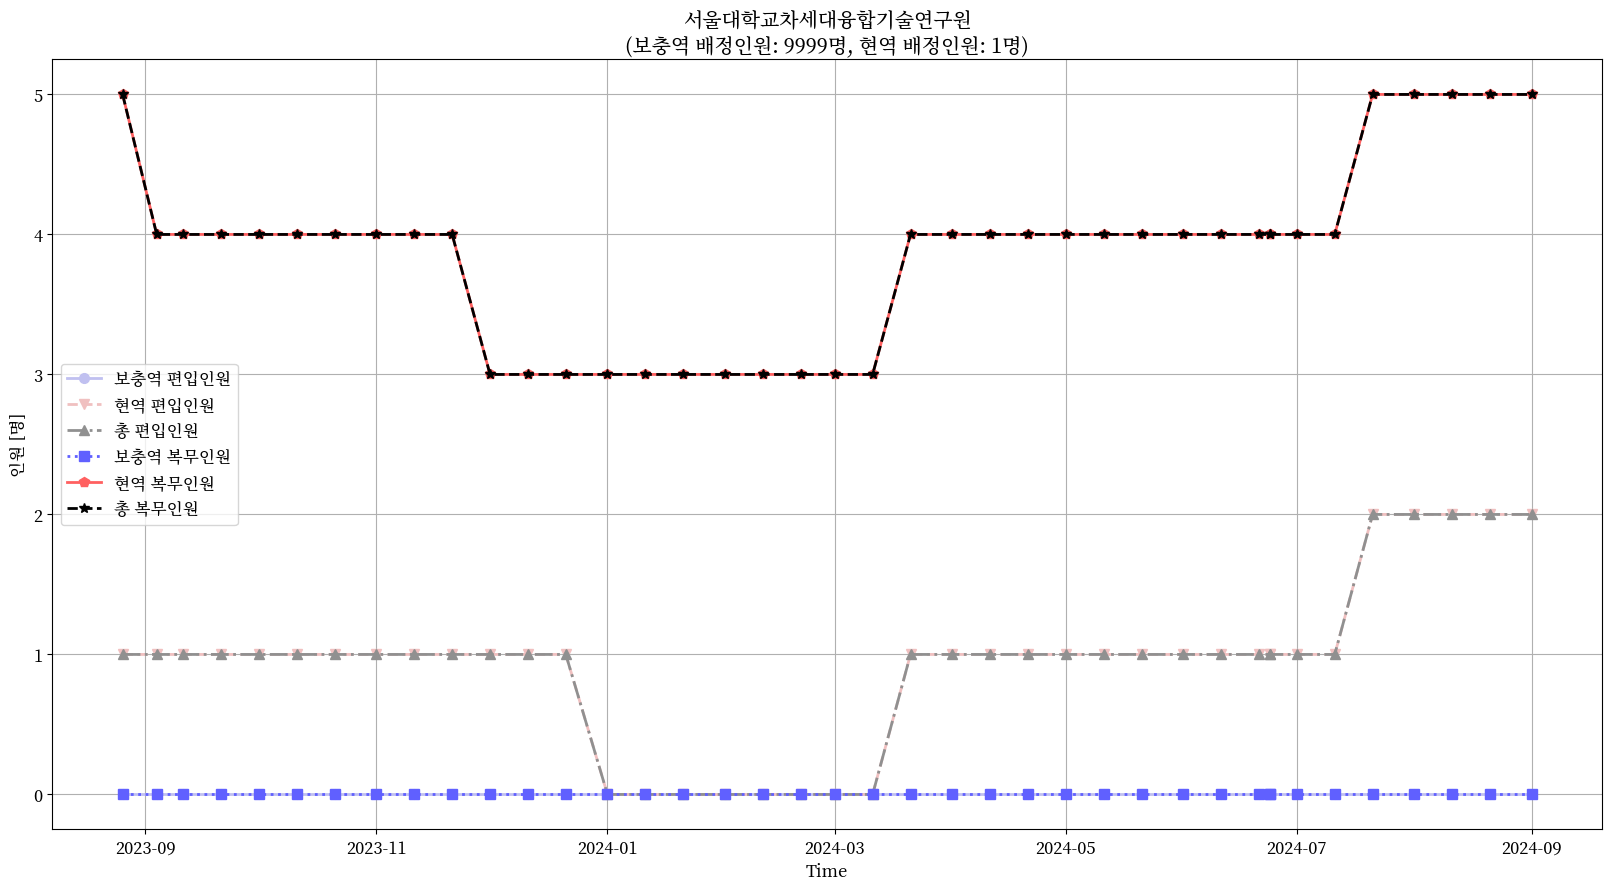 서울대학교차세대융합기술연구원
(보충역 배정인원: 9999명, 현역 배정인원: 1명)
5
4
3
2
1
0
인원 [명]
보충역 편입인원
현역 편입인원
총 편입인원
보충역 복무인원
현역 복무인원
총 복무인원
2023-09
2023-11
2024-01
2024-03
2024-05
2024-07
2024-09
Time